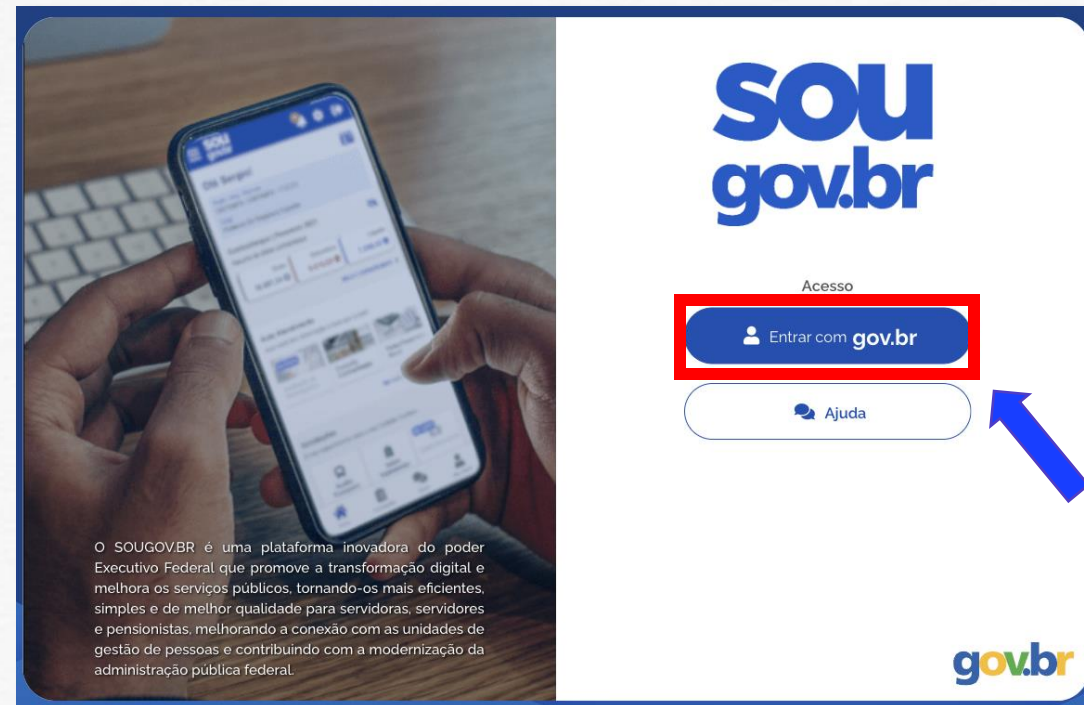 sou
gov.br
Acesso
Entrar com gov.br
Ajuda
O SOUGOV.BR é uma plataforma inovadora do poder
Executivo Federal que promove a transformação digital e
melhora os serviços públicos, tornando-os mais eficientes,
simples e de melhor qualidade para servidoras, servidores
e pensionistas, melhorando a conexão com as unidades de
gestão de pessoas e contribuindo com a modernização da
administração pública federal.
gov.br